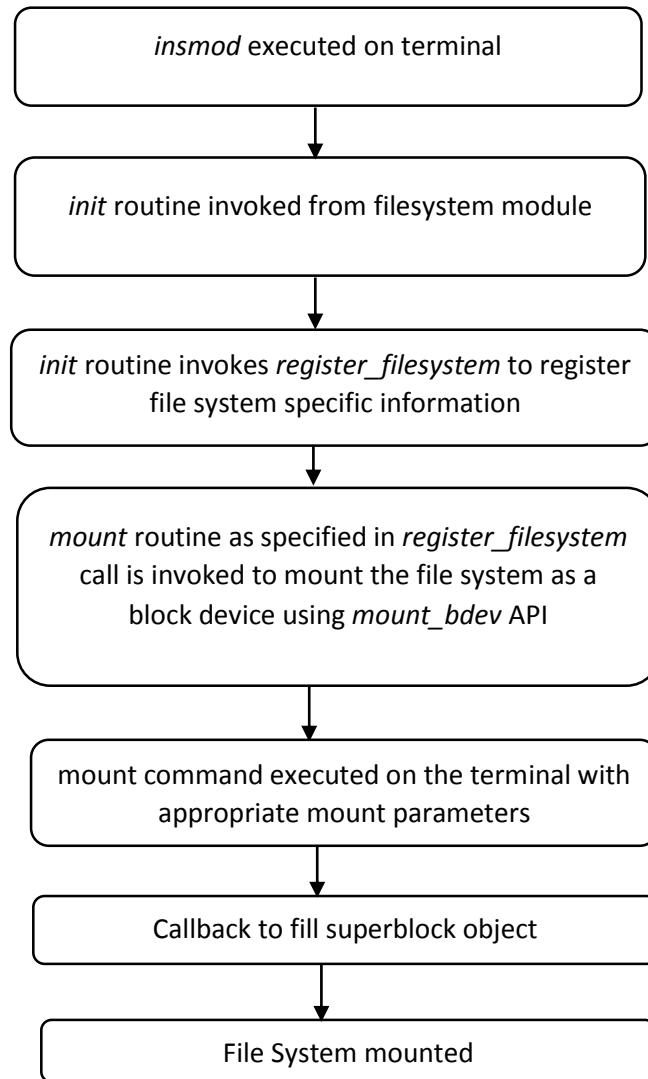 insmod executed on terminal
init routine invoked from filesystem module
init routine invokes register_filesystem to register
file system specific information
mount routine as specified in register_filesystem
call is invoked to mount the file system as a
block device using mount_bdev API
mount command executed on the terminal with
appropriate mount parameters
Callback to fill superblock object
File System mounted